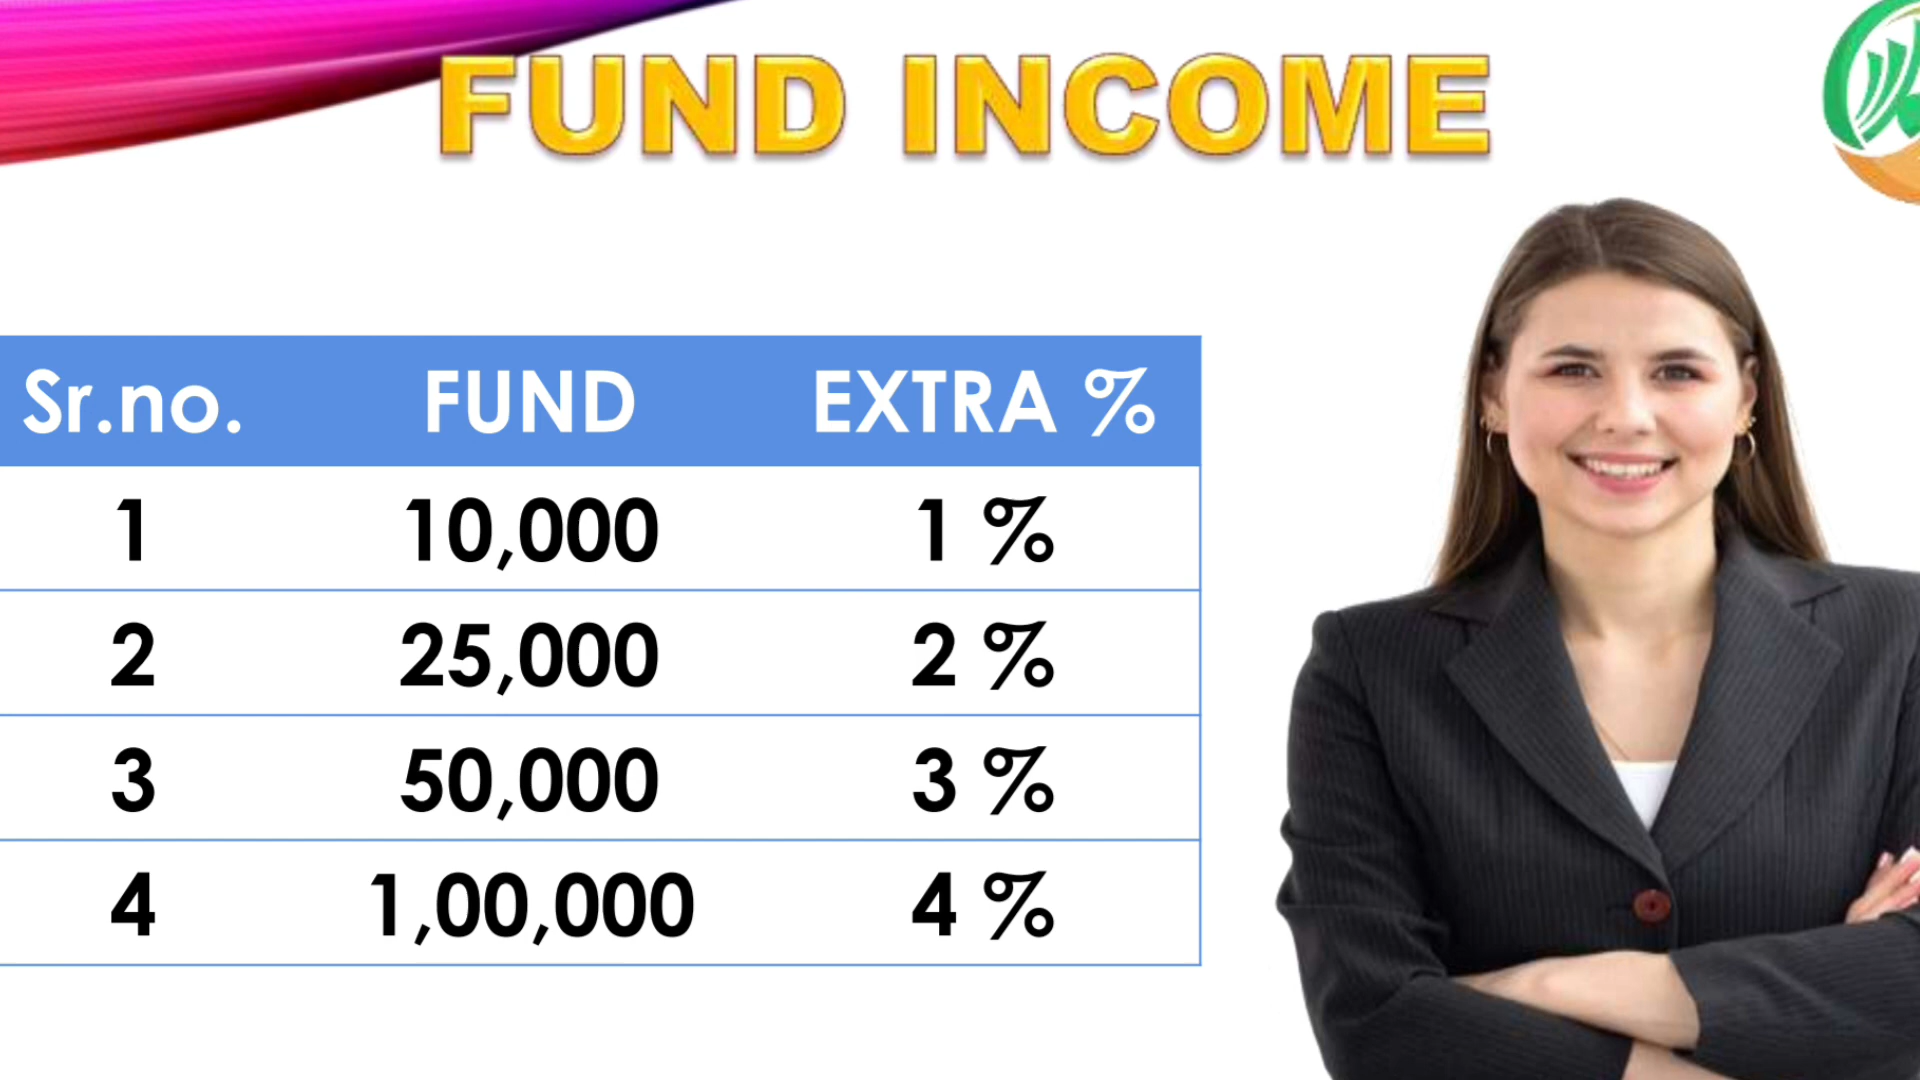 FUND INCOME
Sr.no. FUND EXTRA %
1 10,000 1 %
2 25,000 2 %
3 50,000 3 %
4 1,00,000 4 %